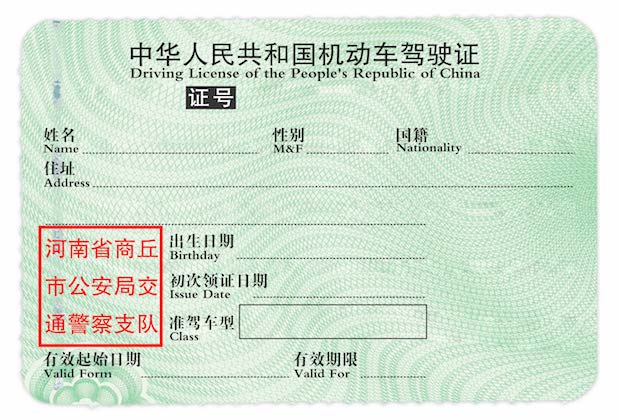 中华人民共和国机动车驾驶证
Driving License of the People's Republic of China
证号
姓名 性别 国籍
Name M&F Nationality
住址
Address
河南省商丘
市公安局交
通警察支队
出生日期
Birthday
初次领证日期
Issue Date
准驾车型
Class
有效起始日期 有效期限
Valid Form Valid For